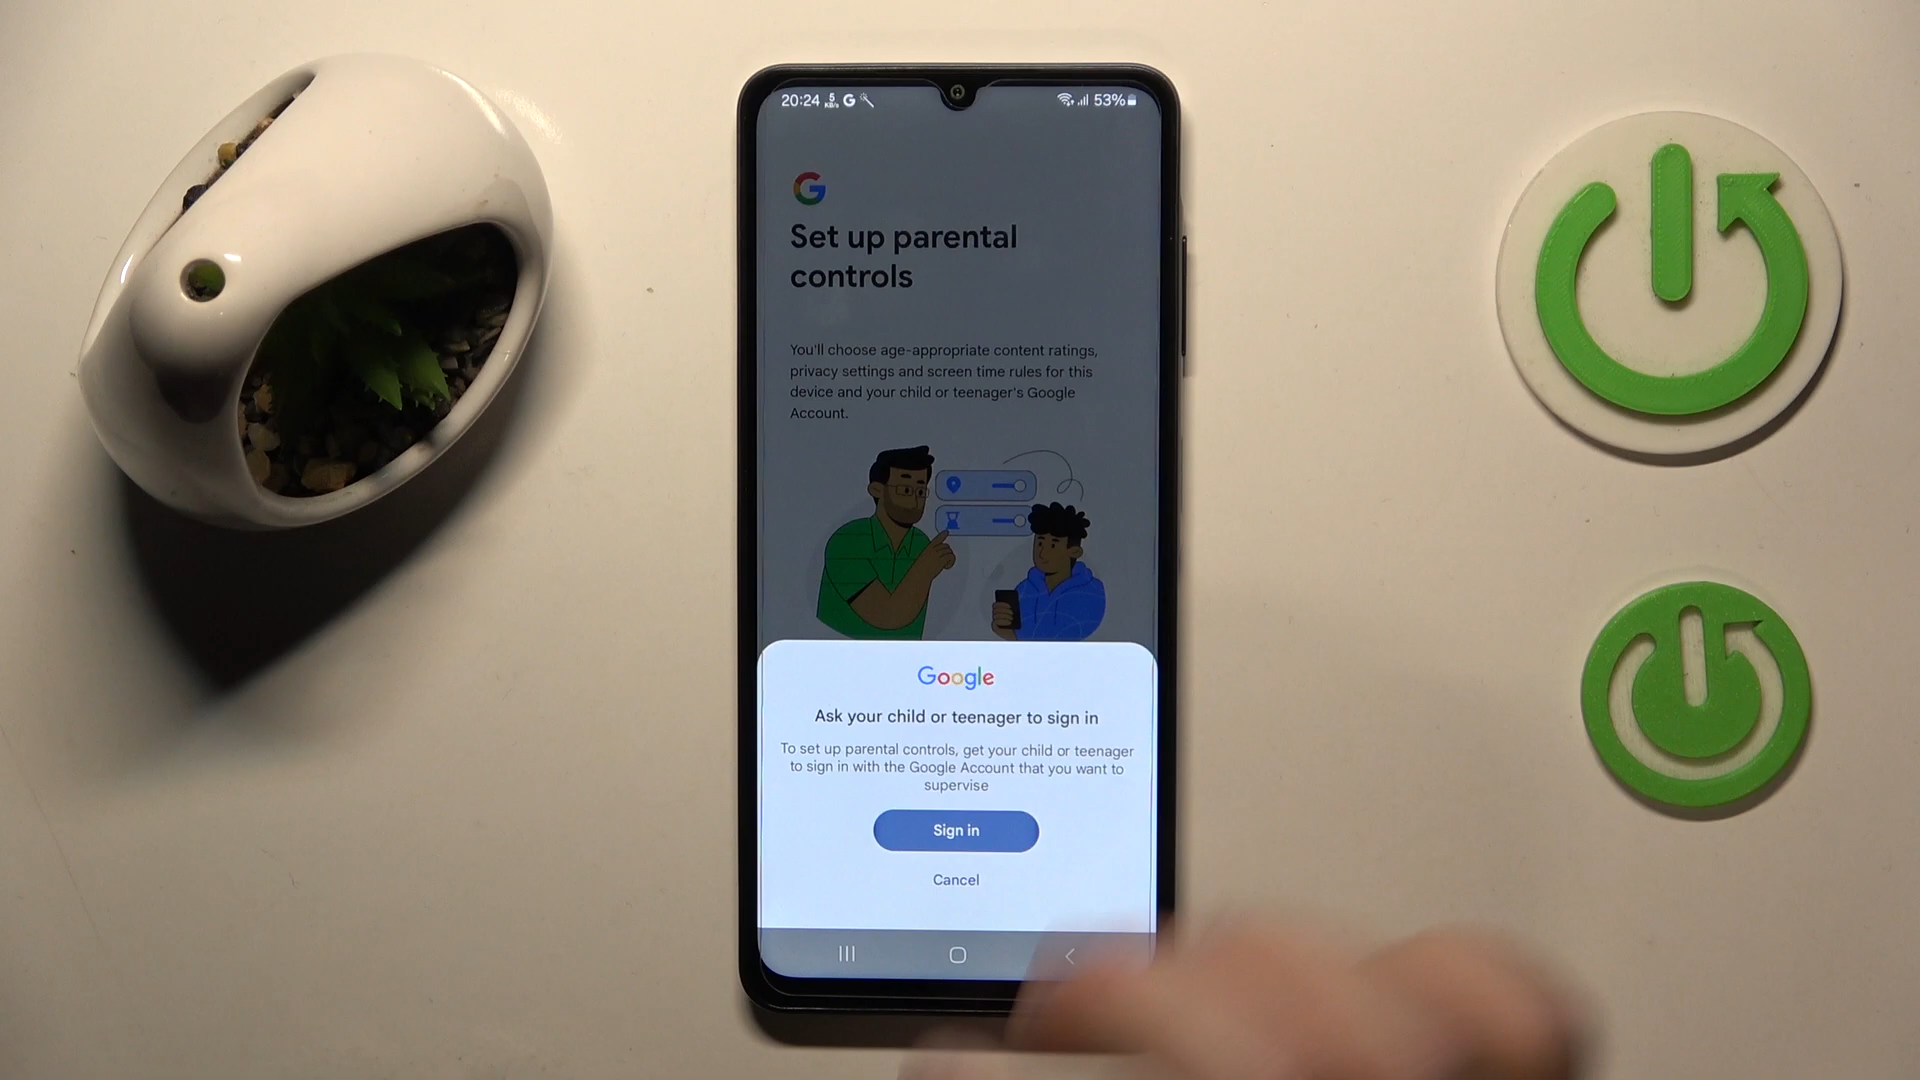 20:24 5 KB/s G 53%
G
Set up parental
controls
You'll choose age-appropriate content ratings,
privacy settings and screen time rules for this
device and your child or teenager's Google
Account.
Google
Ask your child or teenager to sign in
To set up parental controls, get your child or teenager
to sign in with the Google Account that you want to
supervise
Sign in
Cancel